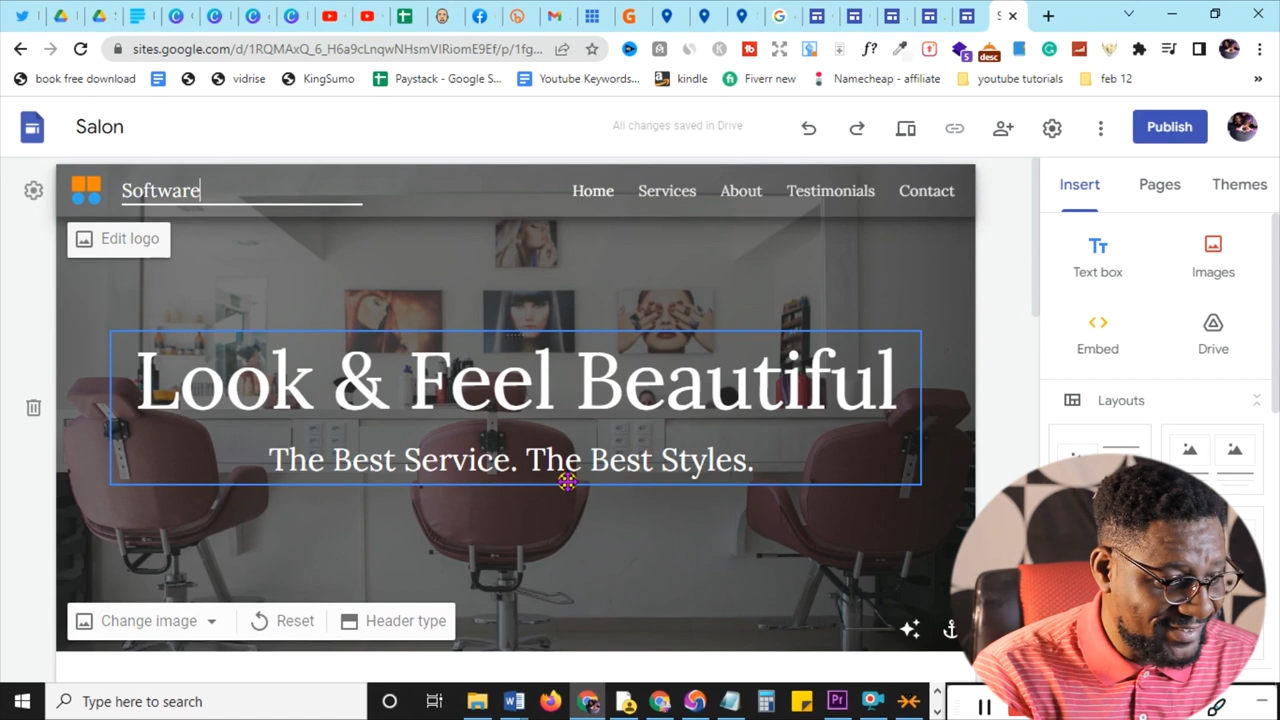 sites.google.com/d/1RQMAxQ_6_H6a9cLnqwNHsmVIRiomE9Ef/p/1fg...
book free download
vidrise
KingSumo
Paystack - Google S...
Youtube Keywords...
kindle
Fiverr new
Namecheap - affiliate
youtube tutorials
feb 12
»
Salon
All changes saved in Drive
Publish
Software
Home
Services
About
Testimonials
Contact
Insert
Pages
Themes
Edit logo
Tт
Text box
Images
Embed
Drive
Look & Feel Beautiful
The Best Service. The Best Styles.
Layouts
Change image
Reset
Header type
Type here to search